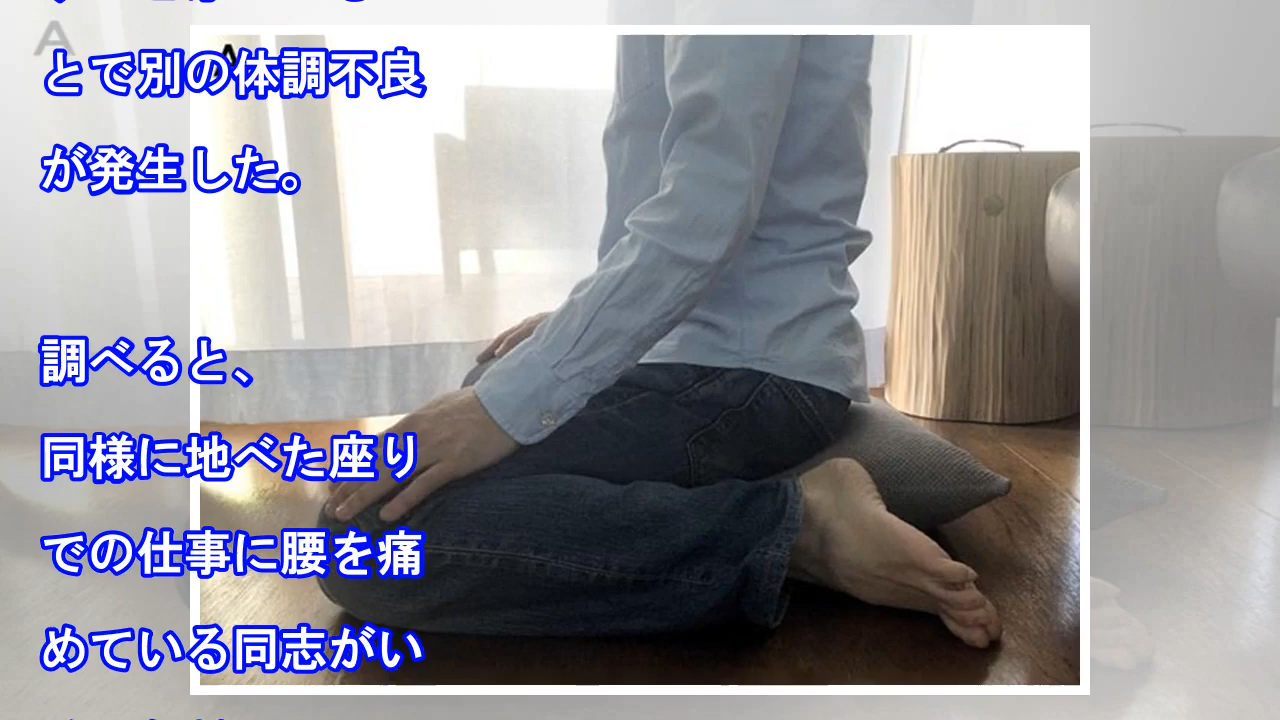 A
A
とで別の体調不良
が発生した。
調べると、
同様に地べた座り
での仕事に腰を痛
めている同志がい